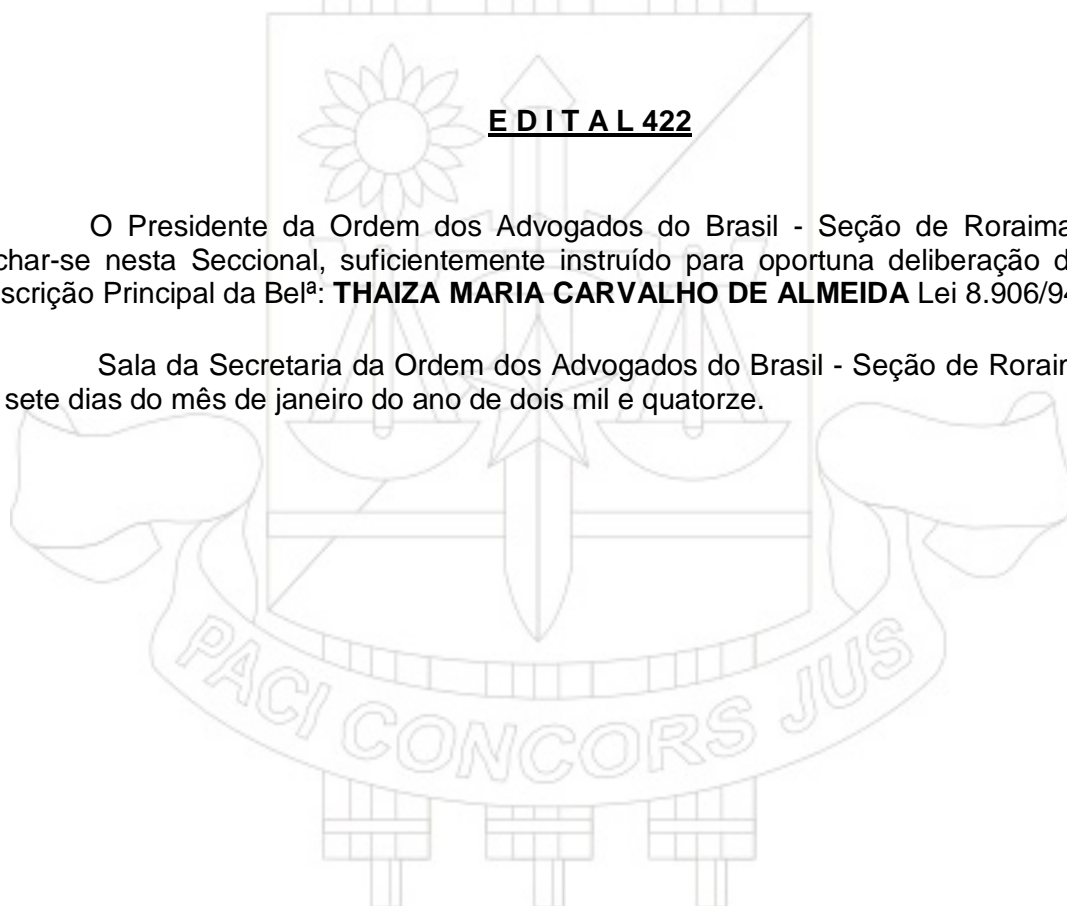 E D I T A L 422
O Presidente da Ordem dos Advogados do Brasil - Seção de Roraima
char-se nesta Seccional, suficientemente instruído para oportuna deliberação d
scrição Principal da Belª: THAIZA MARIA CARVALHO DE ALMEIDA Lei 8.906/94
Sala da Secretaria da Ordem dos Advogados do Brasil - Seção de Rorair
sete dias do mês de janeiro do ano de dois mil e quatorze.
PACI CONCORS JUS